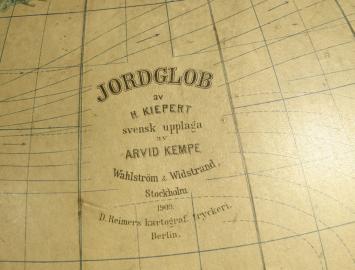 JORDGLOB
av
H. KIEPERT
svensk upplaga
av
ARVID KEMPE
Wahlström & Widstrand,
Stockholm
1909.
D. Reimers kartograf. tryckeri.
Berlin.